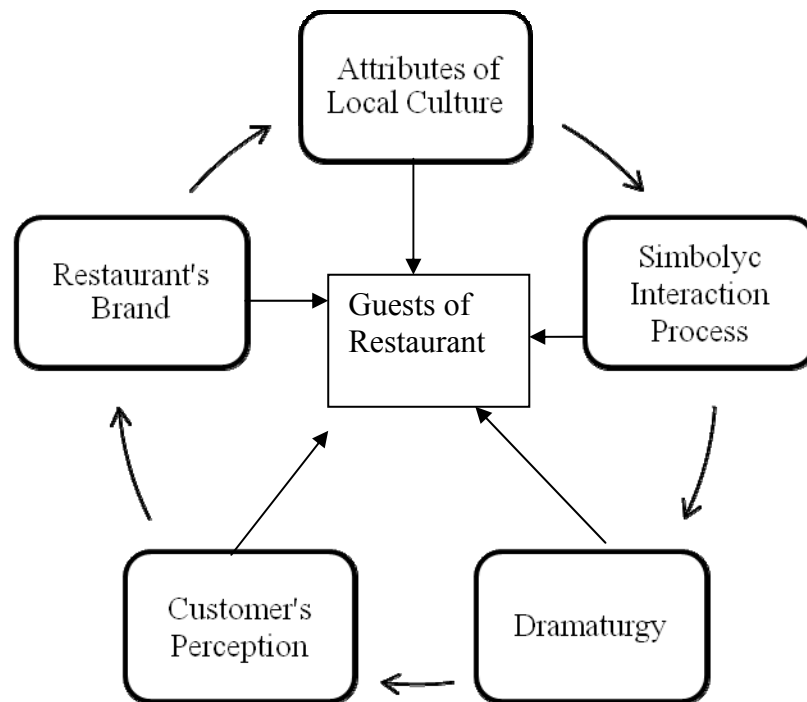 Attributes of
Local Culture
Restaurant's
Brand
Guests of
Restaurant
Simbolyc
Interaction
Process
Customer's
Perception
Dramaturgy